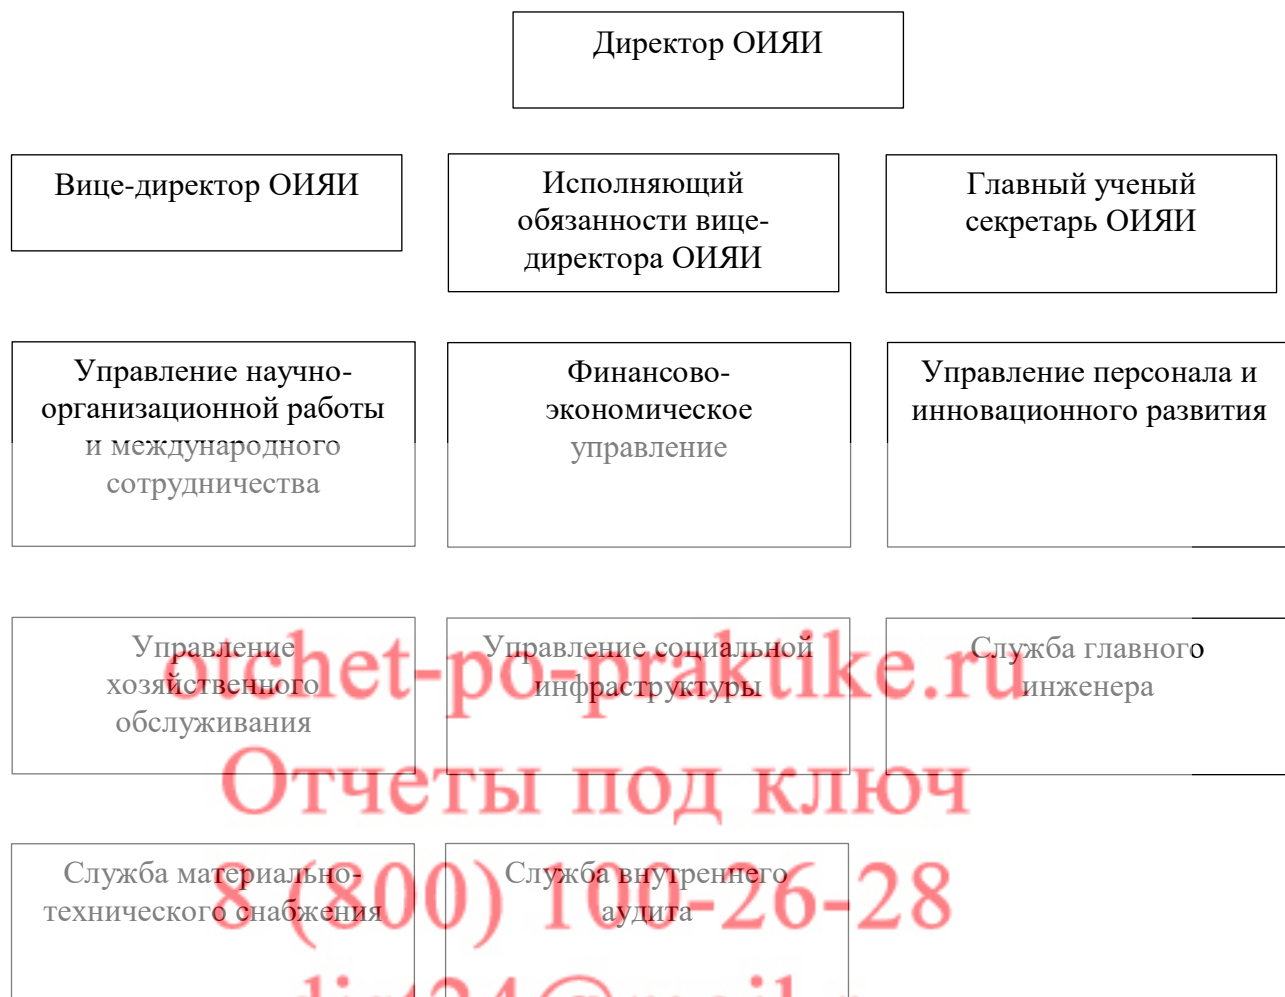 Директор ОИЯИ
Вице-директор ОИЯИ
Исполняющий
обязанности вице-
директора ОИЯИ
Главный ученый
секретарь ОИЯИ
Управление научно-
организационной работы
и международного
сотрудничества
Финансово-
экономическое
управление
Управление персонала и
инновационного развития
Управление
хозяйственного
обслуживания
Управление социальной
инфраструктуры
Служба главного
инженера
Служба материально-
технического снабжения
Служба внутреннего
аудита
otchet-po-praktike.ru
Отчеты под ключ
8 (800) 100-26-28